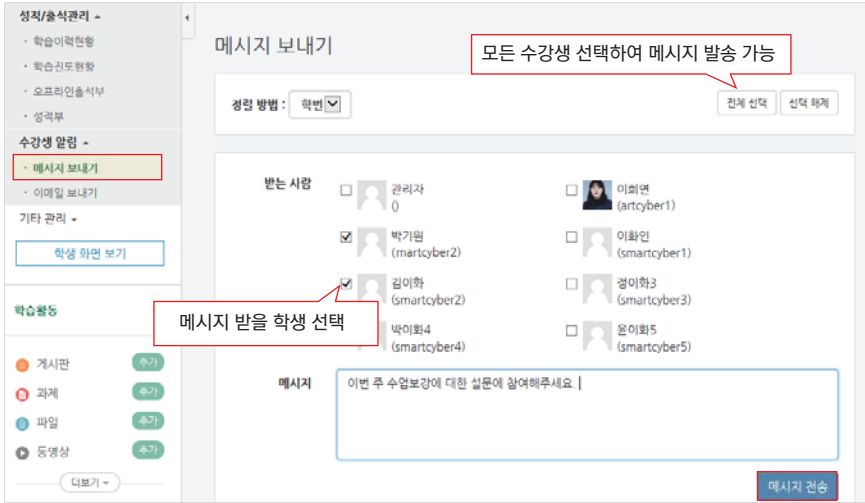 성적/출석관리
· 학습이력현황
· 학습진도현황
· 오프라인출석부
· 성적부
수강생 알림
· 메시지 보내기
· 이메일 보내기
기타 관리
학생 화면 보기
학습활동
게시판 추가
과제 추가
파일 추가
동영상 추가
더보기
메시지 보내기
모든 수강생 선택하여 메시지 발송 가능
정렬 방법 : 학번
전체 선택 선택 해제
받는 사람
관리자
()
이희연
(artcyber1)
박기원
(martcyber2)
이화인
(smartcyber1)
김이화
(smartcyber2)
정이화3
(smartcyber3)
메시지 받을 학생 선택
박이화4
(smartcyber4)
윤이화5
(smartcyber5)
메시지
이번 주 수업보강에 대한 설문에 참여해주세요.
메시지 전송